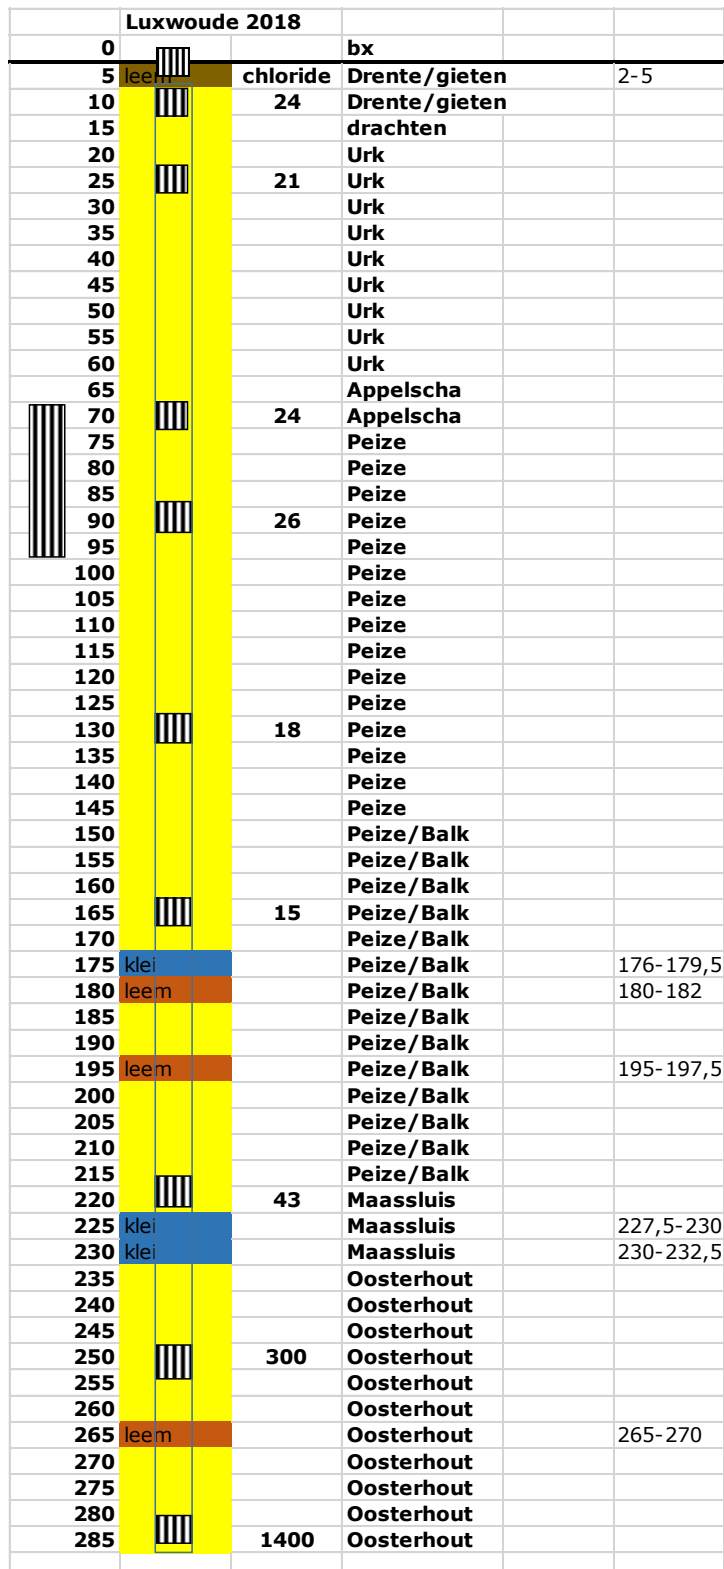 Luxwoude 2018
0 bx
5 leem chloride Drente/gieten 2-5
10 24 Drente/gieten
15 drachten
20 Urk
25 21 Urk
30 Urk
35 Urk
40 Urk
45 Urk
50 Urk
55 Urk
60 Urk
65 Appelscha
70 24 Appelscha
75 Peize
80 Peize
85 Peize
90 26 Peize
95 Peize
100 Peize
105 Peize
110 Peize
115 Peize
120 Peize
125 Peize
130 18 Peize
135 Peize
140 Peize
145 Peize
150 Peize/Balk
155 Peize/Balk
160 Peize/Balk
165 15 Peize/Balk
170 Peize/Balk
175 klei Peize/Balk 176-179,5
180 leem Peize/Balk 180-182
185 Peize/Balk
190 Peize/Balk
195 leem Peize/Balk 195-197,5
200 Peize/Balk
205 Peize/Balk
210 Peize/Balk
215 Peize/Balk
220 43 Maassluis
225 klei Maassluis 227,5-230
230 klei Maassluis 230-232,5
235 Oosterhout
240 Oosterhout
245 Oosterhout
250 300 Oosterhout
255 Oosterhout
260 Oosterhout
265 leem Oosterhout 265-270
270 Oosterhout
275 Oosterhout
280 Oosterhout
285 1400 Oosterhout